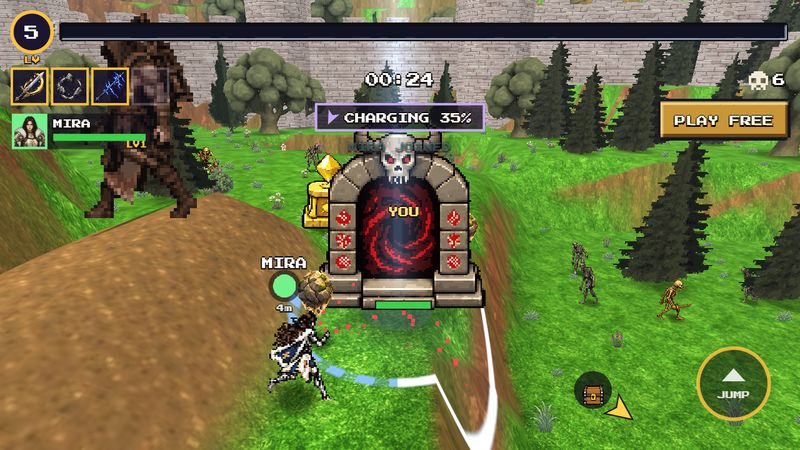 5
LV
00:24
6
CHARGING 35%
PLAY FREE
MIRA
LV1
YOU
MIRA
4m
JUMP